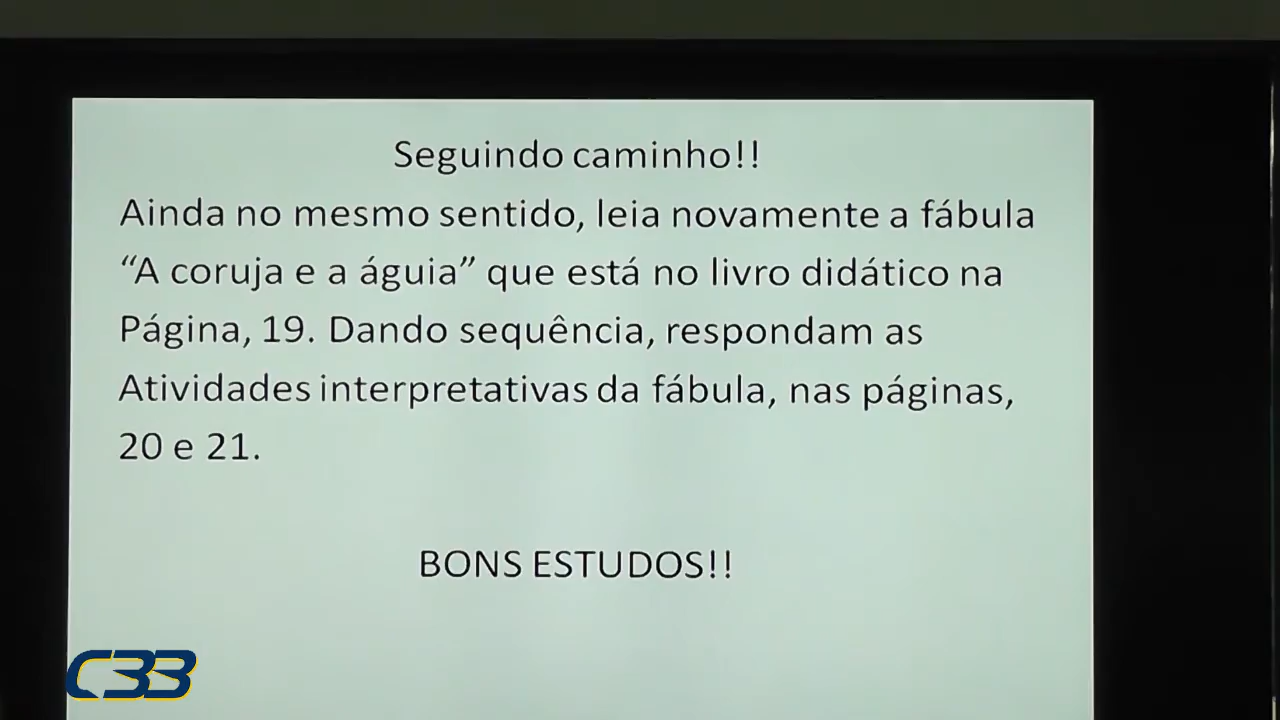 Seguindo caminho!!
Ainda no mesmo sentido, leia novamente a fábula
“A coruja e a águia” que está no livro didático na
Página, 19. Dando sequência, respondam as
Atividades interpretativas da fábula, nas páginas,
20 e 21.
BONS ESTUDOS!!
C33